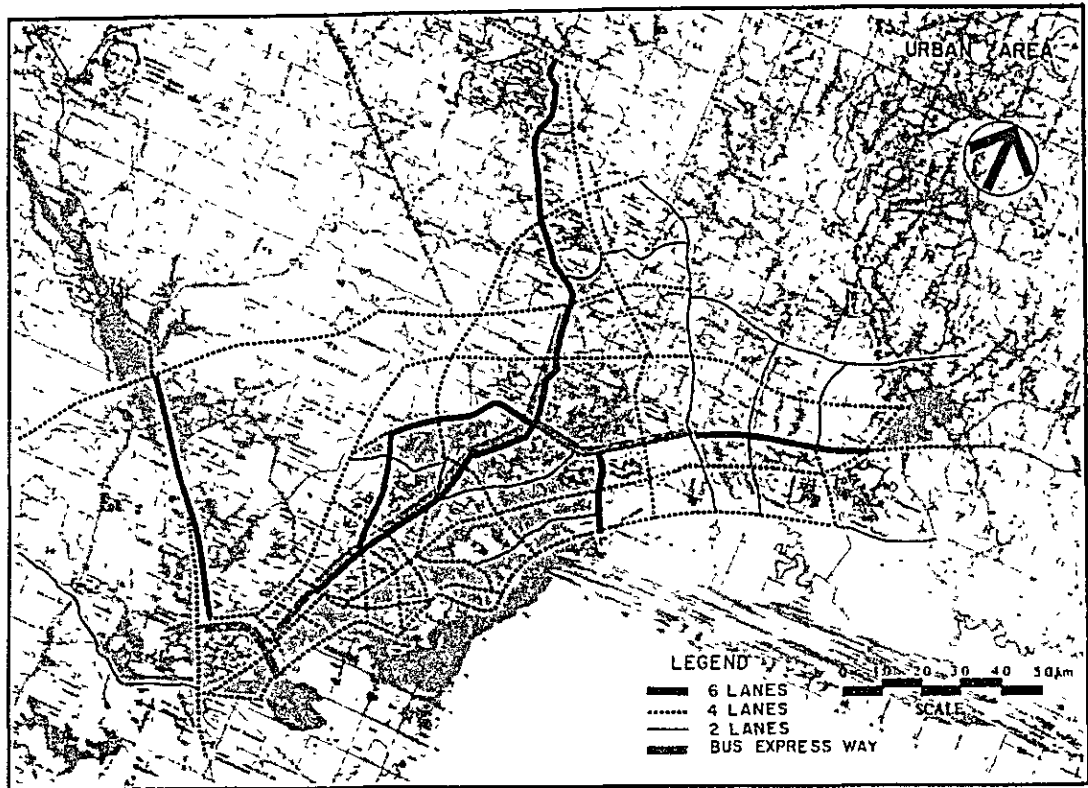 URBAN AREA
LEGEND
6 LANES
4 LANES
2 LANES
BUS EXPRESS WAY
0 10 20 30 40 50km
SCALE